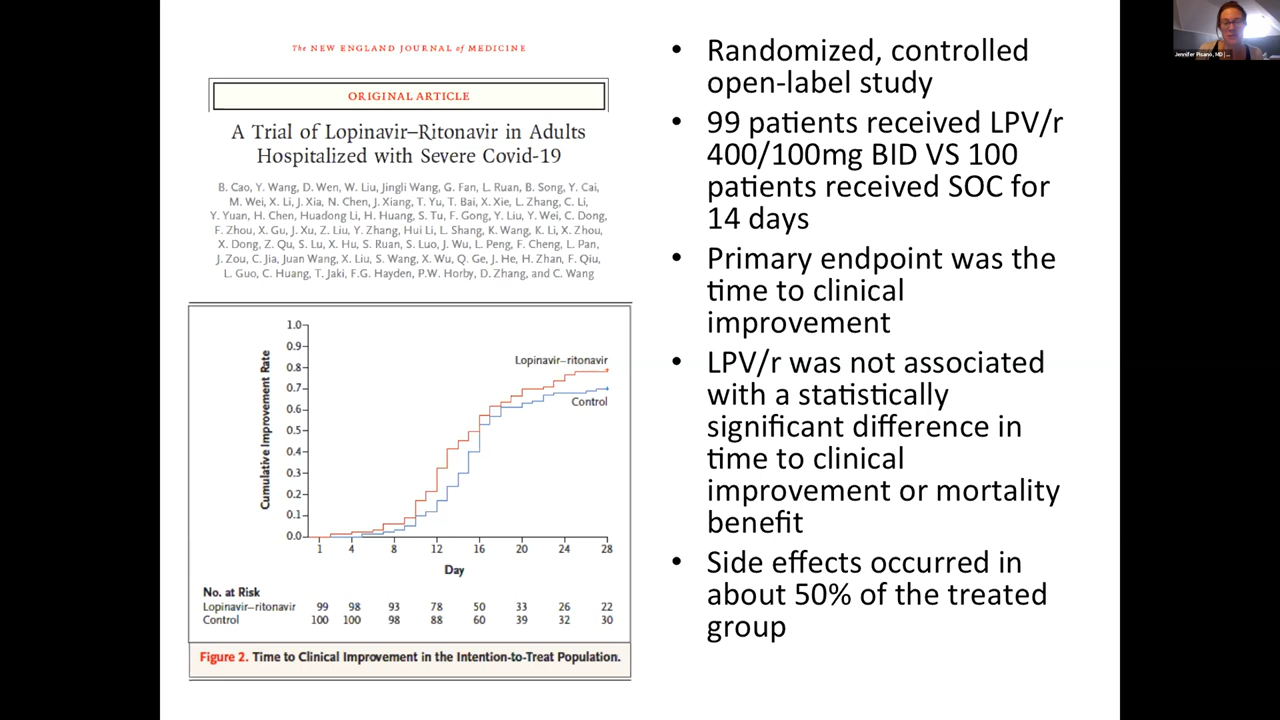 The NEW ENGLAND JOURNAL of MEDICINE
ORIGINAL ARTICLE
A Trial of Lopinavir–Ritonavir in Adults
Hospitalized with Severe Covid-19
B. Cao, Y. Wang, D. Wen, W. Liu, Jingli Wang, G. Fan, L. Ruan, B. Song, Y. Cai,
M. Wei, X. Li, J. Xia, N. Chen, J. Xiang, T. Yu, T. Bai, X. Xie, L. Zhang, C. Li,
Y. Yuan, H. Chen, Huadong Li, H. Huang, S. Tu, F. Gong, Y. Liu, Y. Wei, C. Dong,
F. Zhou, X. Gu, J. Xu, Z. Liu, Y. Zhang, Hui Li, L. Shang, K. Wang, K. Li, X. Zhou,
X. Dong, Z. Qu, S. Lu, X. Hu, S. Ruan, S. Luo, J. Wu, L. Peng, F. Cheng, L. Pan,
J. Zou, C. Jia, Juan Wang, X. Liu, S. Wang, X. Wu, Q. Ge, J. He, H. Zhan, F. Qiu,
L. Guo, C. Huang, T. Jaki, F.G. Hayden, P.W. Horby, D. Zhang, and C. Wang
Cumulative Improvement Rate
1.0
0.9
0.8
0.7
0.6
0.5
0.4
0.3
0.2
0.1
0.0
Lopinavir–ritonavir
Control
1 4 8 12 16 20 24 28
Day
No. at Risk
Lopinavir–ritonavir 99 98 93 78 50 33 26 22
Control 100 100 98 88 60 39 32 30
Figure 2. Time to Clinical Improvement in the Intention-to-Treat Population.
• Randomized, controlled
open-label study
• 99 patients received LPV/r
400/100mg BID VS 100
patients received SOC for
14 days
• Primary endpoint was the
time to clinical
improvement
• LPV/r was not associated
with a statistically
significant difference in
time to clinical
improvement or mortality
benefit
• Side effects occurred in
about 50% of the treated
group
Jennifer Pisano, MD |...